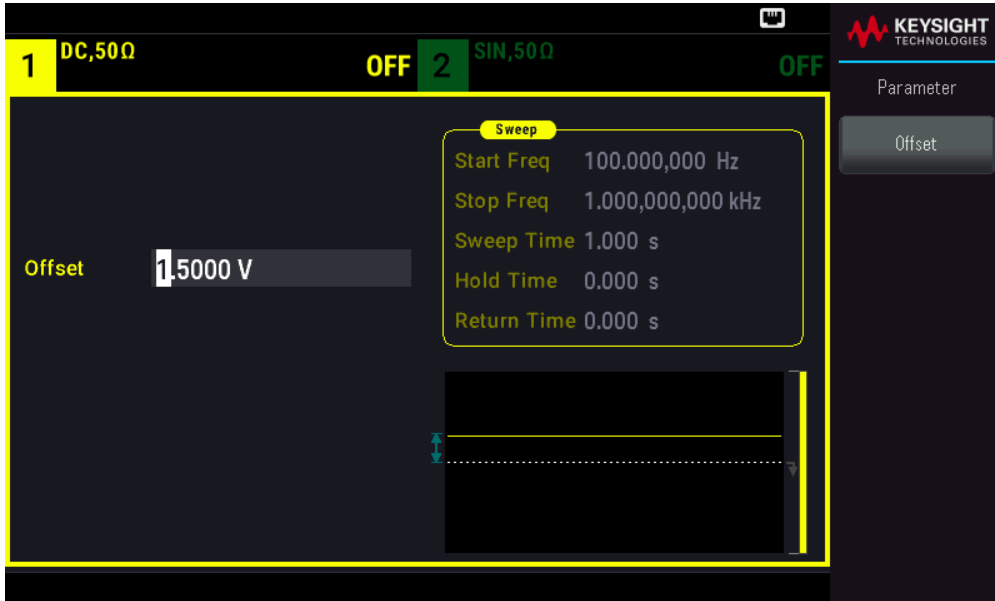 KEYSIGHT
TECHNOLOGIES
1 DC,50Ω OFF
2 SIN,50Ω OFF
Parameter
Offset
Sweep
Start Freq 100.000,000 Hz
Stop Freq 1.000,000,000 kHz
Sweep Time 1.000 s
Hold Time 0.000 s
Return Time 0.000 s
Offset 1.5000 V